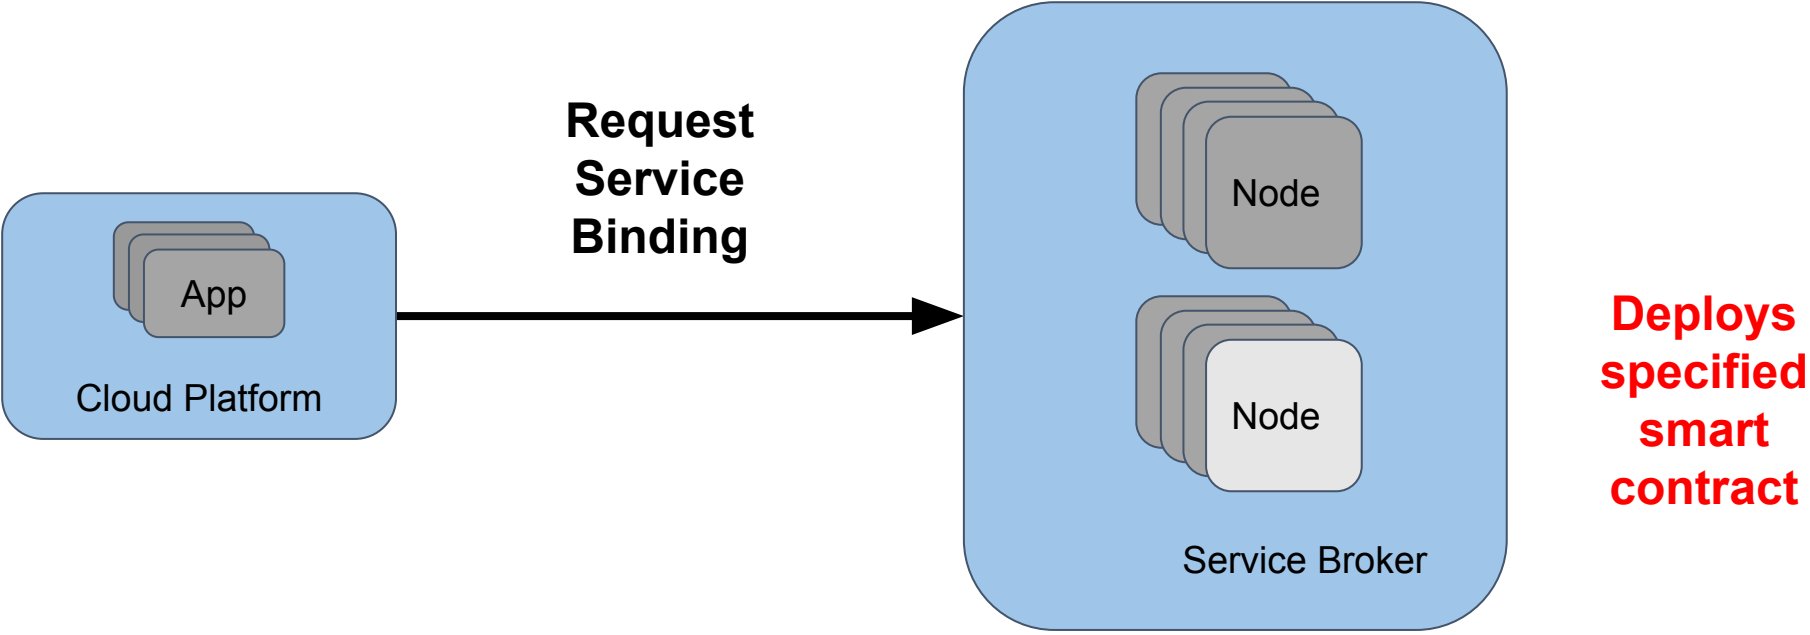 App
Cloud Platform
Request
Service
Binding
Node
Node
Service Broker
Deploys
specified
smart
contract